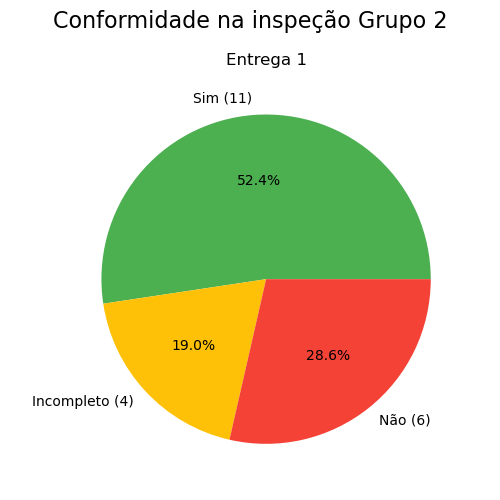 Conformidade na inspeção Grupo 2
Entrega 1
Sim (11)
52.4%
19.0%
28.6%
Incompleto (4)
Não (6)